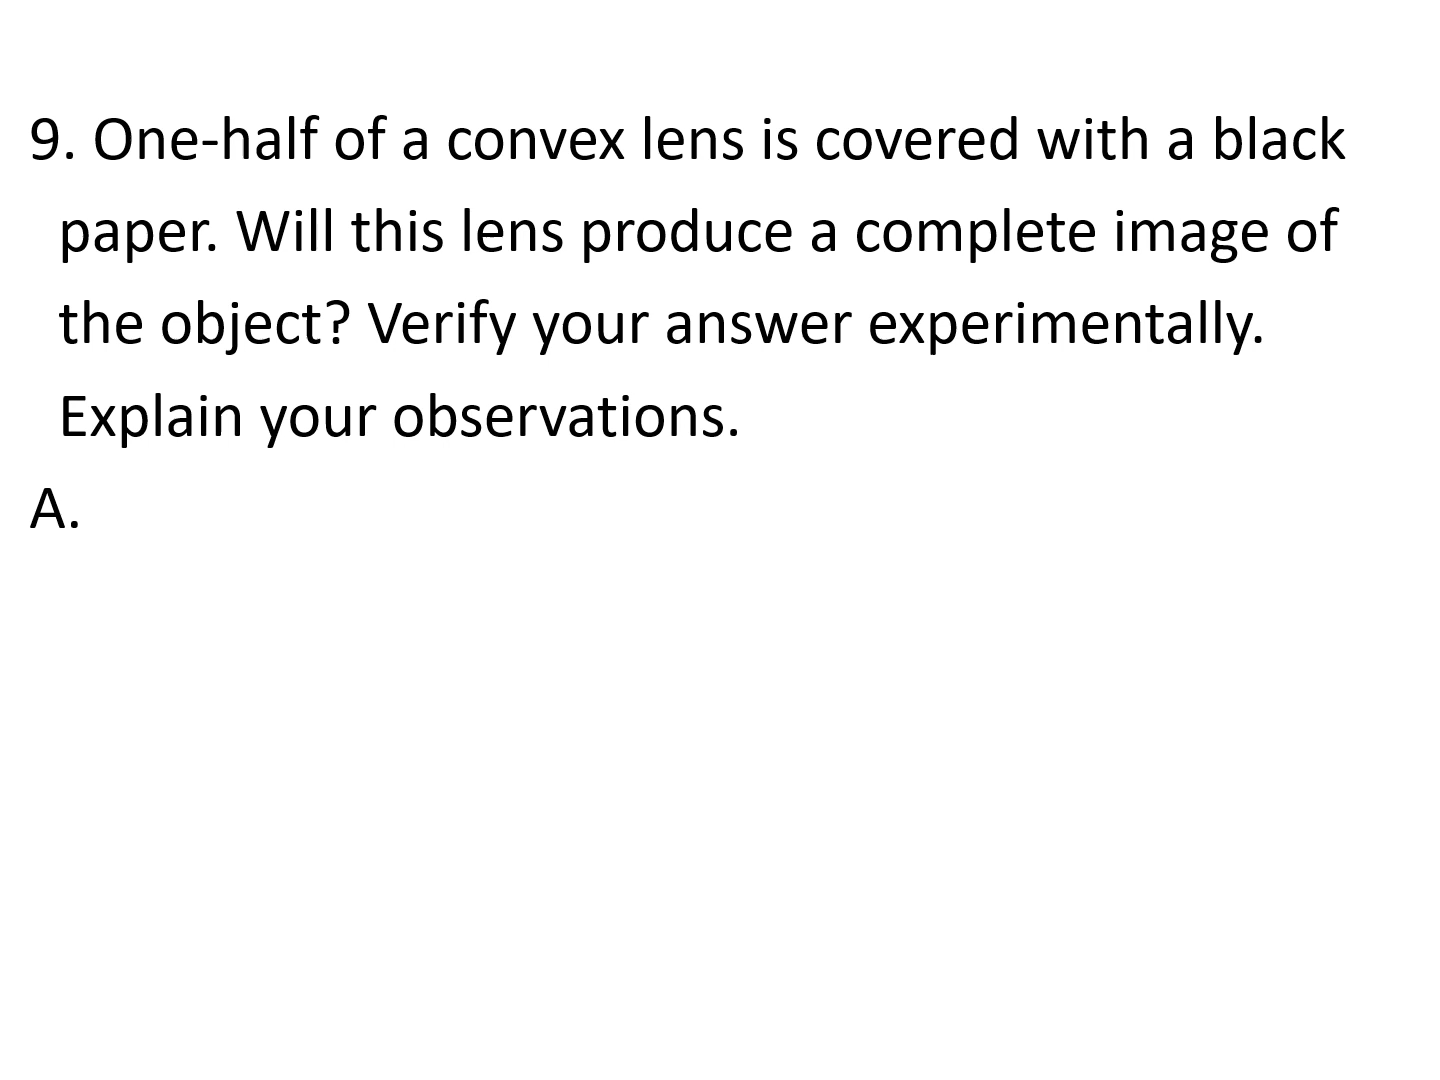 9. One-half of a convex lens is covered with a black
paper. Will this lens produce a complete image of
the object? Verify your answer experimentally.
Explain your observations.
A.